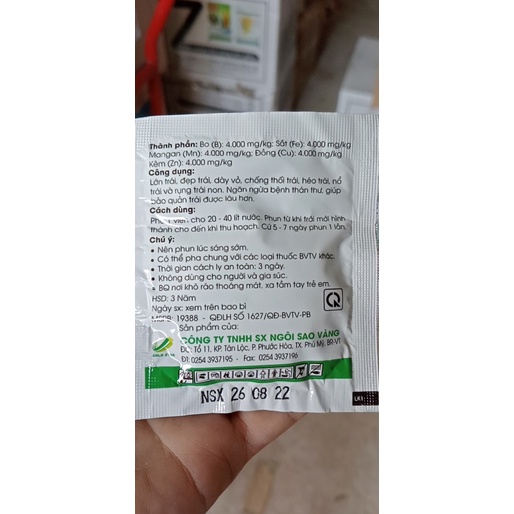 Thành phần: Bo (B): 4.000 mg/kg; Sắt (Fe): 4.000 mg/kg
Mangan (Mn): 4.000 mg/kg; Đồng (Cu): 4.000 mg/kg
Kẽm (Zn): 4.000 mg/kg
Công dụng:
Lớn trái, đẹp trái, dày vỏ, chống thối trái, héo trái, nổ
trái và rụng trái non. Ngăn ngừa bệnh thán thư, giúp
bảo quản trái được lâu hơn.
Cách dùng:
Pha 1 viên cho 20 - 40 lít nước. Phun từ khi trái mới hình
thành cho đến khi thu hoạch. Cứ 5 - 7 ngày phun 1 lần.
Chú ý:
• Nên phun lúc sáng sớm.
• Có thể pha chung với các loại thuốc BVTV khác.
• Thời gian cách ly an toàn: 3 ngày.
• Không dùng cho người và gia súc.
• BQ nơi khô ráo thoáng mát, xa tầm tay trẻ em.
HSD: 3 Năm
Ngày sx: xem trên bao bì
MSPB: 19388 - QĐLH SỐ 1627/QĐ-BVTV-PB
Sản phẩm của:
CÔNG TY TNHH SX NGÔI SAO VÀNG
ĐC: Tổ 11, KP. Tân Lộc, P. Phước Hòa, TX. Phú Mỹ, BR-VT
ĐT: 0254 3937195 - Fax: 0254 3937196
NSX 26 08 22
LK1